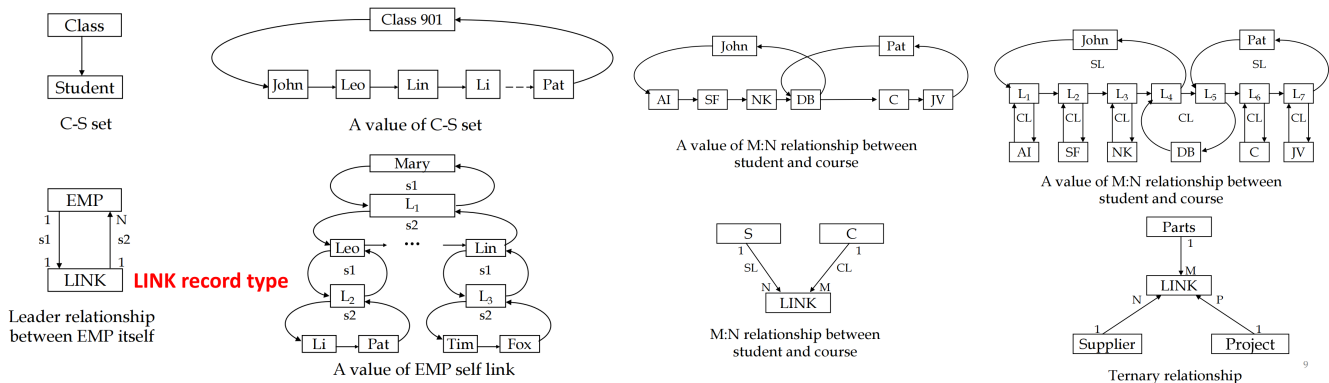 Class
Student
C-S set
Class 901
John Leo Lin Li Pat
A value of C-S set
John Pat
AI SF NK DB C JV
A value of M:N relationship between
student and course
John Pat
SL SL
L1 L2 L3 L4 L5 L6 L7
CL CL CL CL CL CL
AI SF NK DB C JV
A value of M:N relationship between
student and course
EMP
1 N
s1 s2
1 1
LINK
LINK record type
Leader relationship
between EMP itself
Mary
s1
L1
s2
Leo ... Lin
s1 s1
L2 L3
s2 s2
Li Pat Tim Fox
A value of EMP self link
S C
1 1
SL CL
N M
LINK
M:N relationship between
student and course
Parts
1
M
LINK
N P
1 1
Supplier Project
Ternary relationship
9